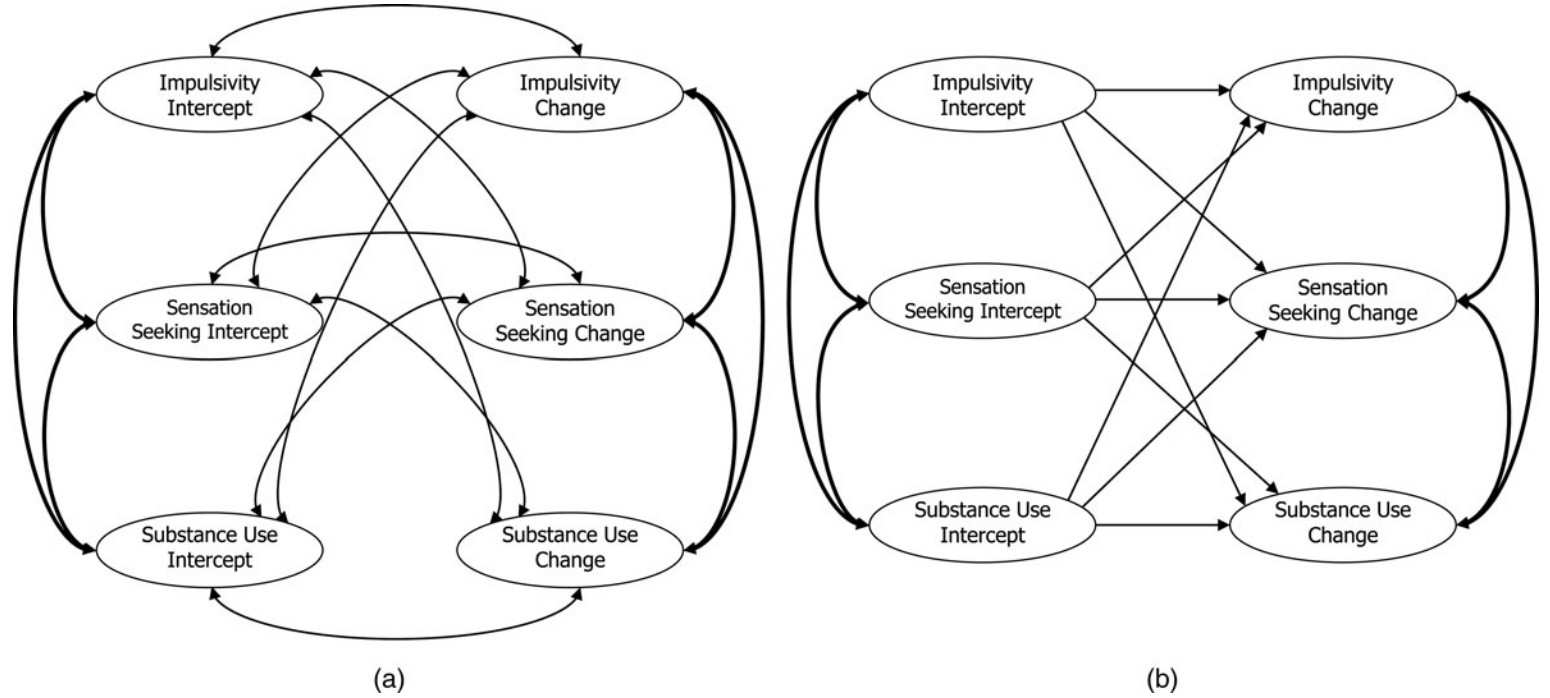 Impulsivity
Intercept
Impulsivity
Change
Sensation
Seeking Intercept
Sensation
Seeking Change
Substance Use
Intercept
Substance Use
Change
(a)
Impulsivity
Intercept
Impulsivity
Change
Sensation
Seeking Intercept
Sensation
Seeking Change
Substance Use
Intercept
Substance Use
Change
(b)